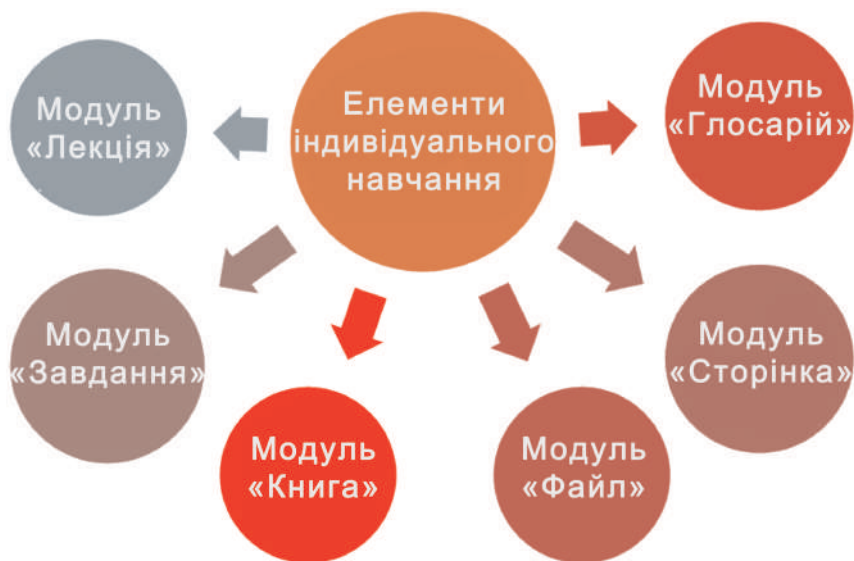 Елементи
індивідуального
навчання
Модуль
«Лекція»
Модуль
«Завдання»
Модуль
«Книга»
Модуль
«Файл»
Модуль
«Сторінка»
Модуль
«Глосарій»